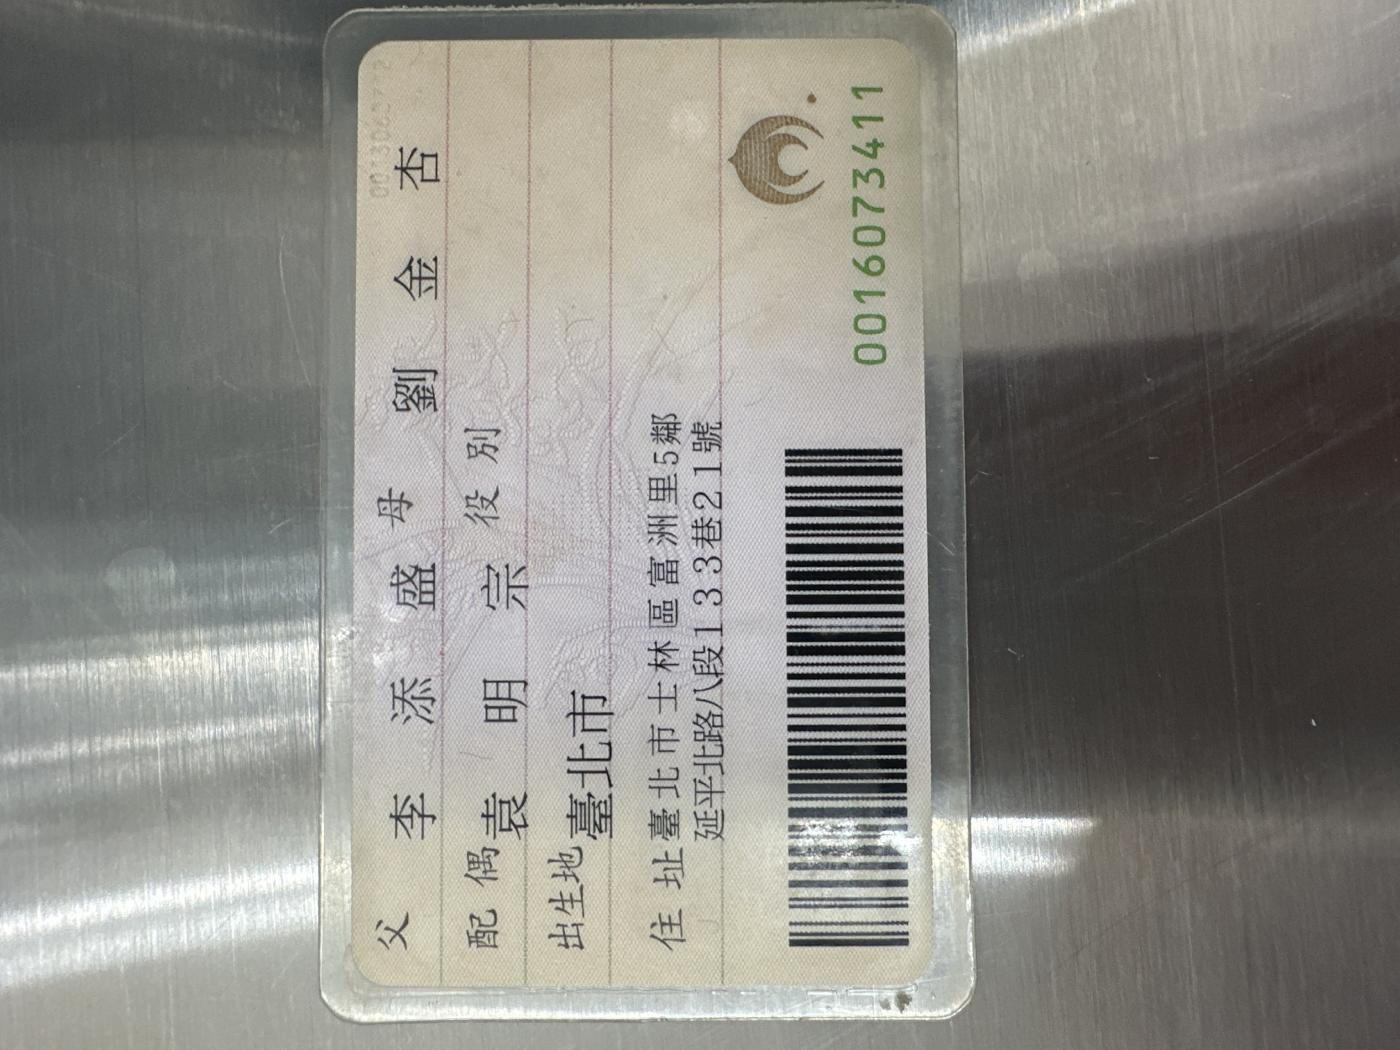 父 李添盛 母 劉金杏
配偶 袁明宗 役別
出生地 臺北市
住址 臺北市士林區富洲里5鄰
延平北路八段133巷21號
0016073411